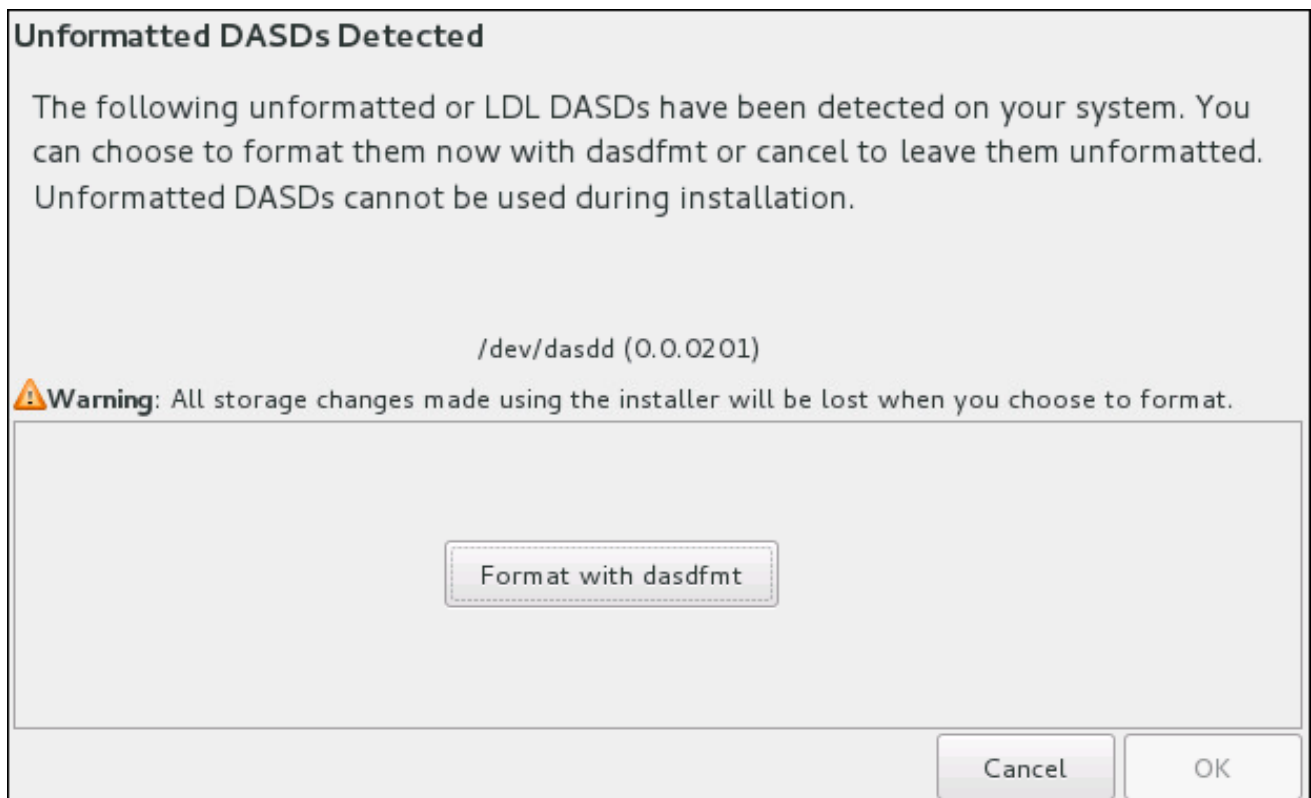 Unformatted DASDs Detected
The following unformatted or LDL DASDs have been detected on your system. You
can choose to format them now with dasdfmt or cancel to leave them unformatted.
Unformatted DASDs cannot be used during installation.
/dev/dasdd (0.0.0201)
Warning: All storage changes made using the installer will be lost when you choose to format.
Format with dasdfmt
Cancel
OK